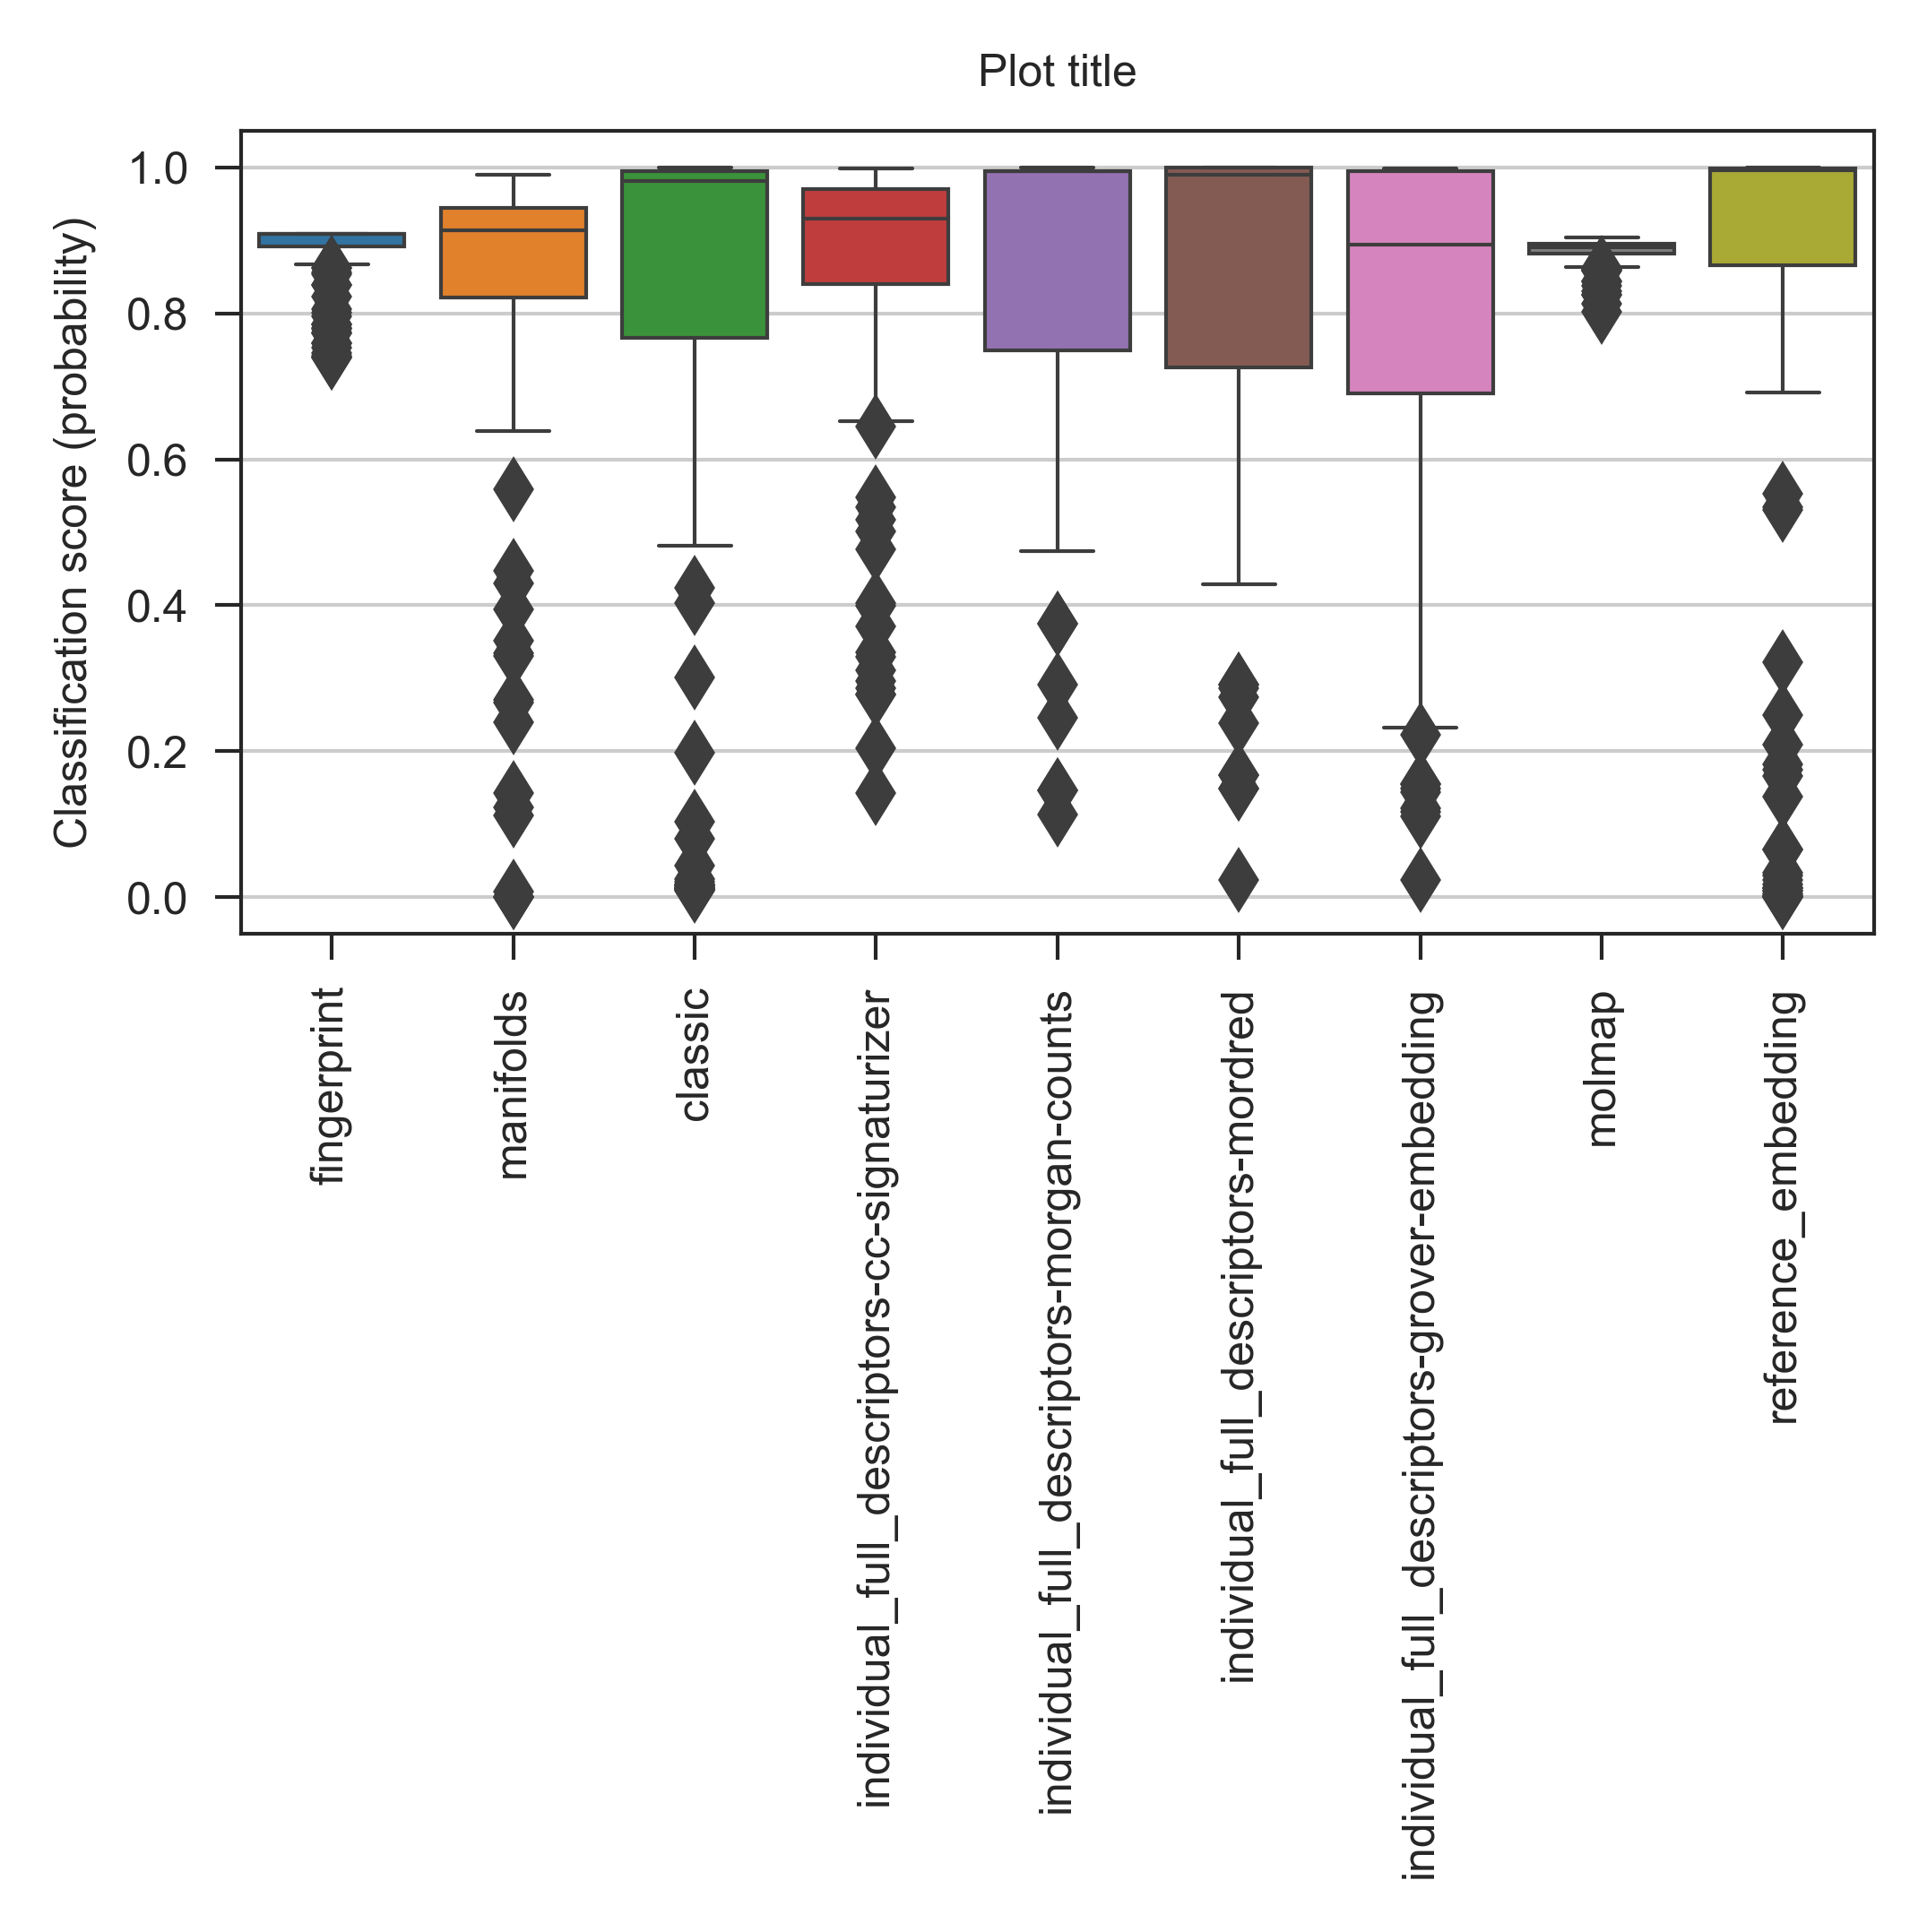 Plot title
Classification score (probability)
1.0
0.8
0.6
0.4
0.2
0.0
fingerprint
manifolds
classic
individual_full_descriptors-cc-signaturizer
individual_full_descriptors-morgan-counts
individual_full_descriptors-mordred
individual_full_descriptors-grover-embedding
molmap
reference_embedding